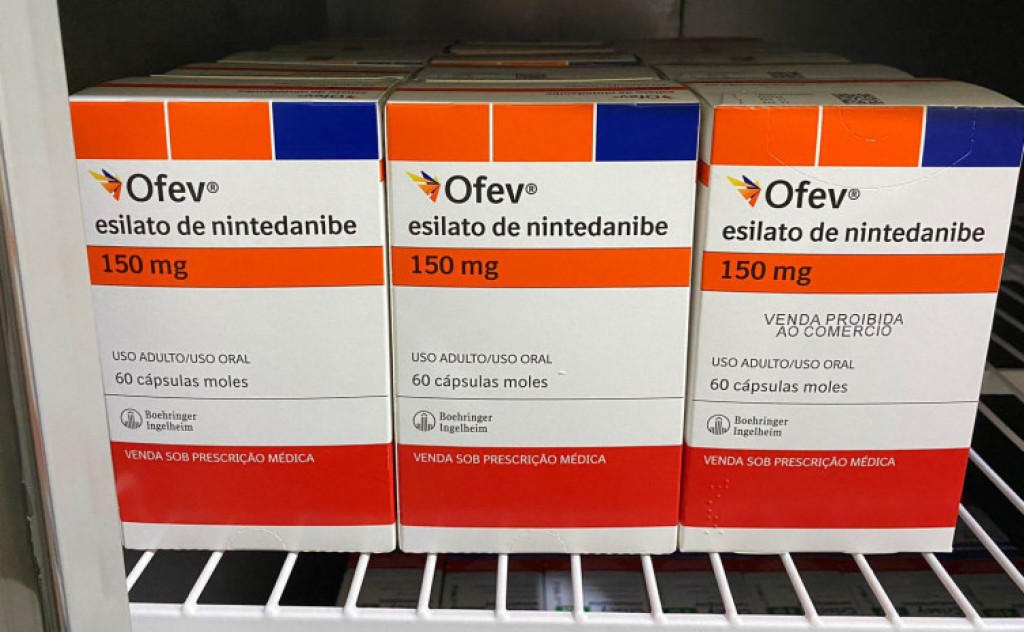 Ofev®
esilato de nintedanibe
150 mg
USO ADULTO/USO ORAL
60 cápsulas moles
Boehringer
Ingelheim
VENDA SOB PRESCRIÇÃO MÉDICA
Ofev®
esilato de nintedanibe
150 mg
USO ADULTO/USO ORAL
60 cápsulas moles
Boehringer
Ingelheim
VENDA SOB PRESCRIÇÃO MÉDICA
Ofev®
esilato de nintedanibe
150 mg
VENDA PROIBIDA
AO COMERCIO
USO ADULTO/USO ORAL
60 cápsulas moles
Boehringer
Ingelheim
VENDA SOB PRESCRIÇÃO MÉDICA